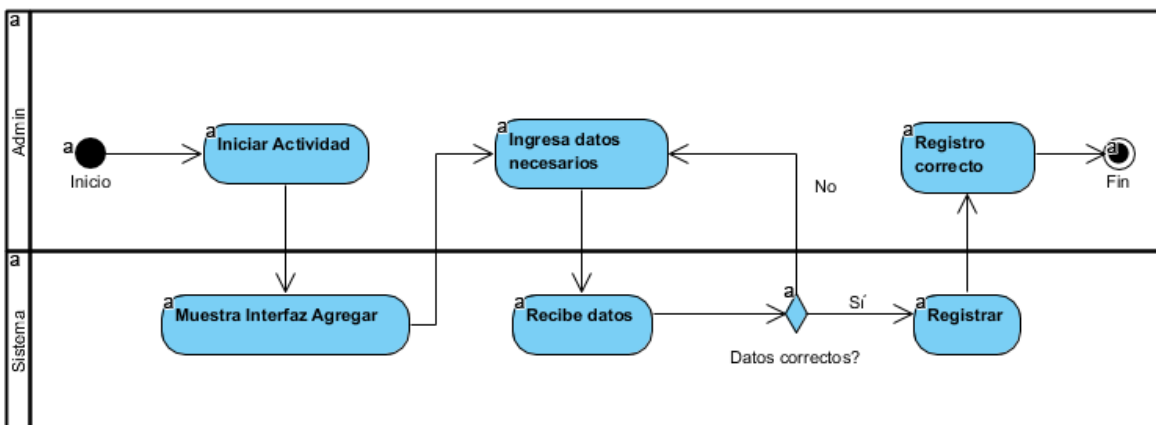 a
Admin
a
Inicio
a
Iniciar Actividad
a
Ingresa datos
necesarios
No
a
Registro
correcto
a
Fin
a
Sistema
a
Muestra Interfaz Agregar
a
Recibe datos
a
Datos correctos?
Sí
a
Registrar